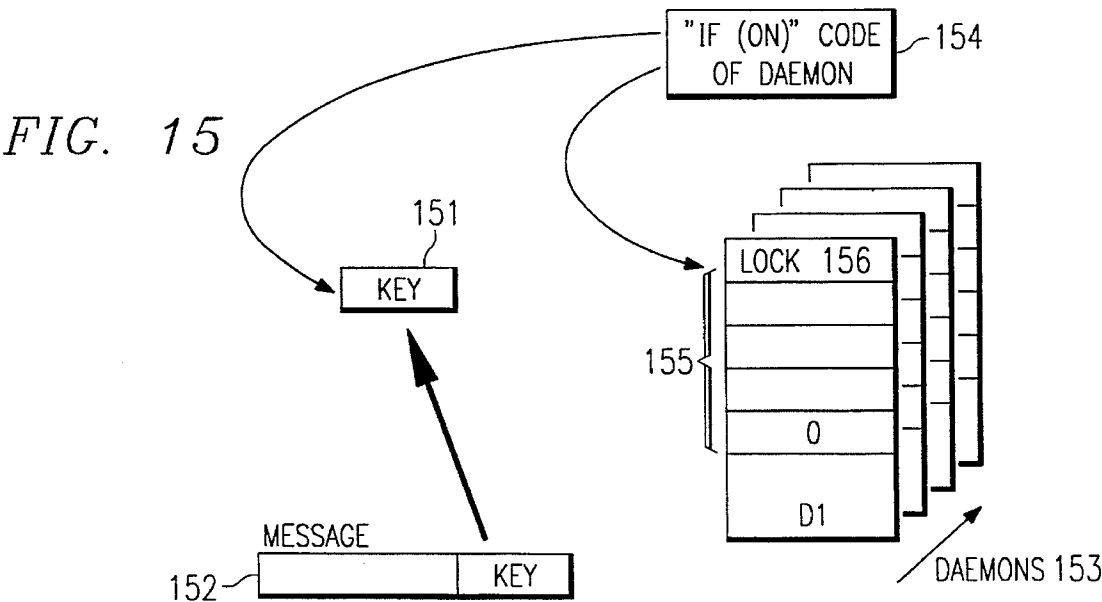 "IF (ON)" CODE
OF DAEMON
154
FIG. 15
151
KEY
LOCK 156
155
0
D1
MESSAGE
152
KEY
DAEMONS 153